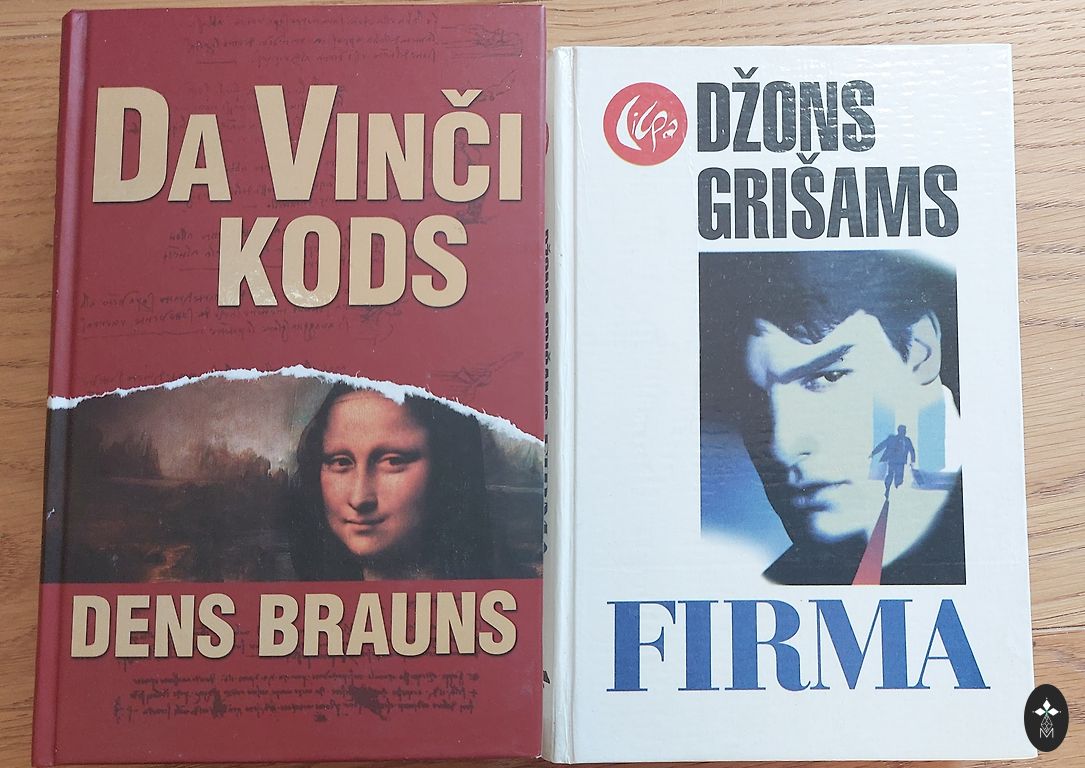 DA VINČI
KODS
DENS BRAUNS
DŽONS
GRIŠAMS
FIRMA